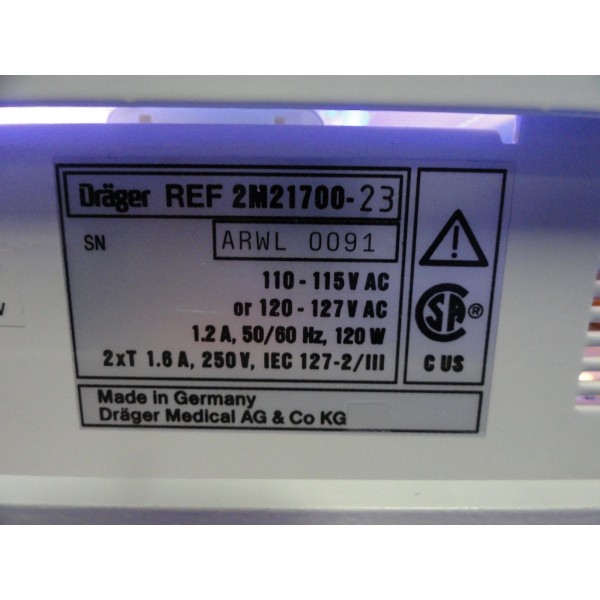 Dräger REF 2M21700-23
SN ARWL 0091
110 - 115 V AC
or 120 - 127 V AC
1.2 A, 50/60 Hz, 120 W
2xT 1.6 A, 250 V, IEC 127-2/III
SA ®
C US
Made in Germany
Dräger Medical AG & Co KG